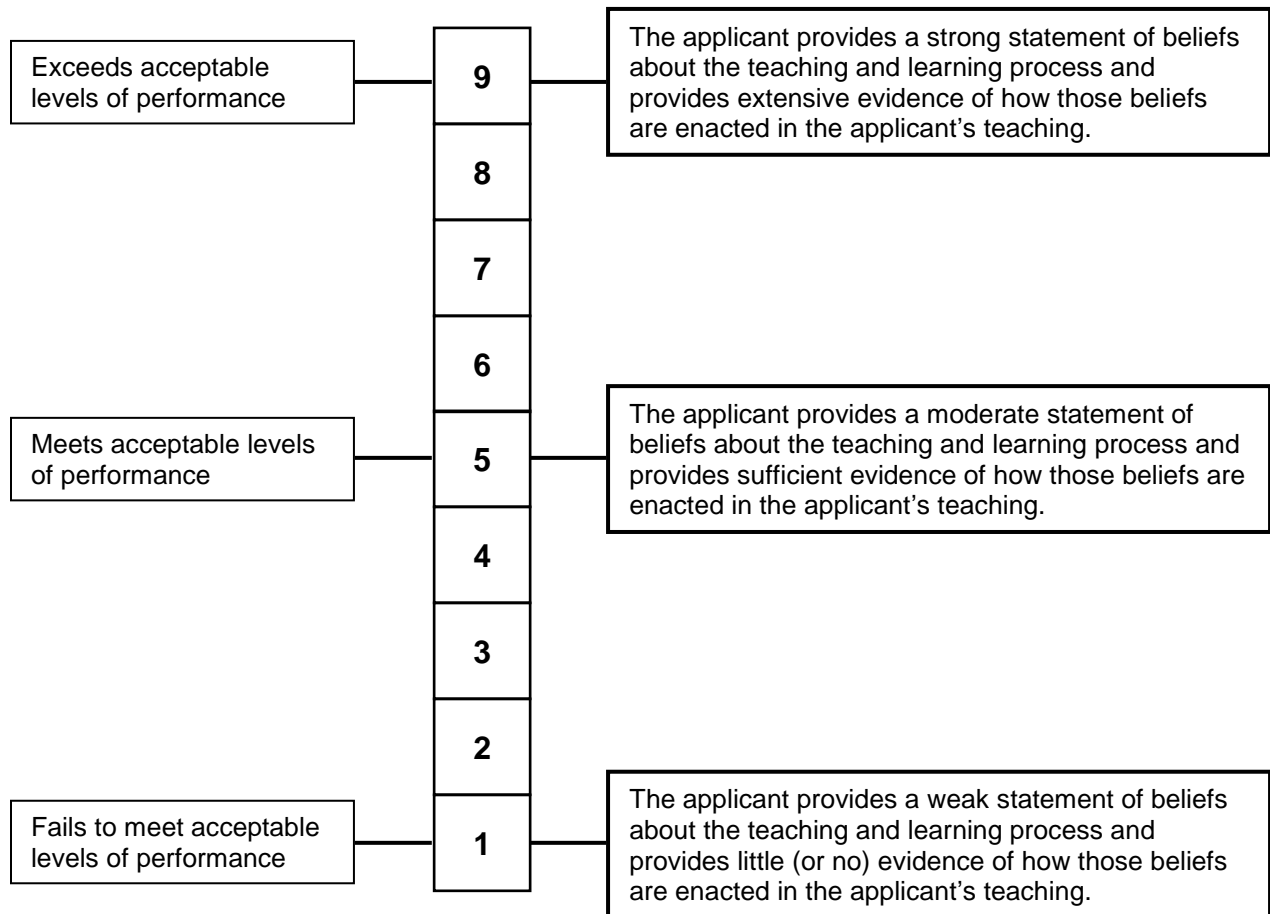 Exceeds acceptable
levels of performance
9
The applicant provides a strong statement of beliefs
about the teaching and learning process and
provides extensive evidence of how those beliefs
are enacted in the applicant’s teaching.
8
7
6
Meets acceptable levels
of performance
5
The applicant provides a moderate statement of
beliefs about the teaching and learning process and
provides sufficient evidence of how those beliefs are
enacted in the applicant’s teaching.
4
3
2
Fails to meet acceptable
levels of performance
1
The applicant provides a weak statement of beliefs
about the teaching and learning process and
provides little (or no) evidence of how those beliefs
are enacted in the applicant’s teaching.